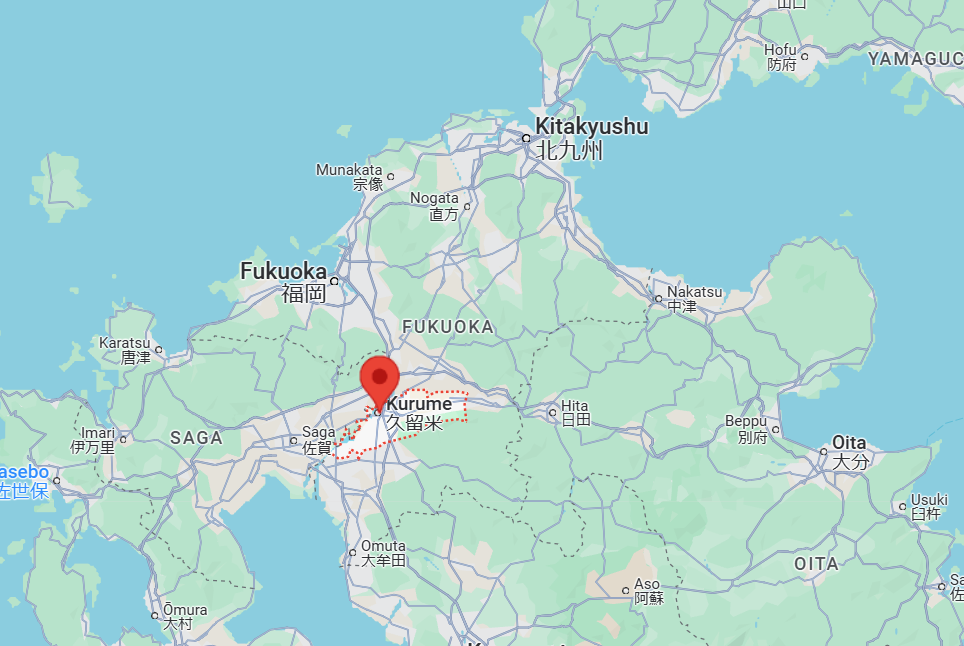 山口
Hofu
防府
YAMAGUC
Kitakyushu
北九州
Munakata
宗像
Nogata
直方
Fukuoka
福岡
Nakatsu
中津
FUKUOKA
Karatsu
唐津
Kurume
久留米
Hita
日田
Imari
伊万里
SAGA
Saga
佐賀
Beppu
別府
Oita
大分
asebo
佐世保
Usuki
臼杵
Omuta
大牟田
OITA
Aso
阿蘇
Sa
佐
Ōmura
大村